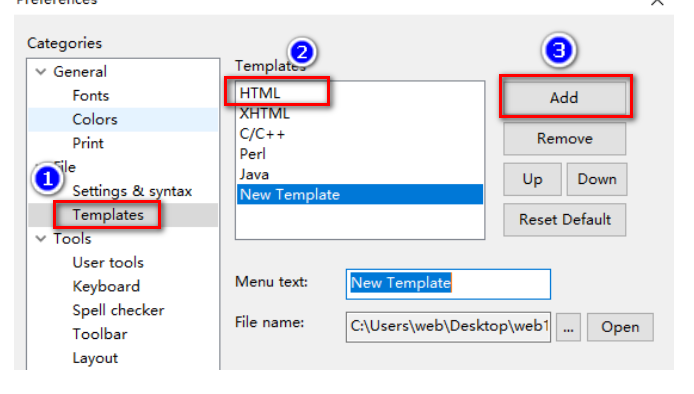 Preferences
Categories
General
Fonts
Colors
Print
File
Settings & syntax
Templates
Tools
User tools
Keyboard
Spell checker
Toolbar
Layout
1
2
Templates
HTML
XHTML
C/C++
Perl
Java
New Template
3
Add
Remove
Up Down
Reset Default
Menu text: New Template
File name: C:\Users\web\Desktop\web1 ... Open